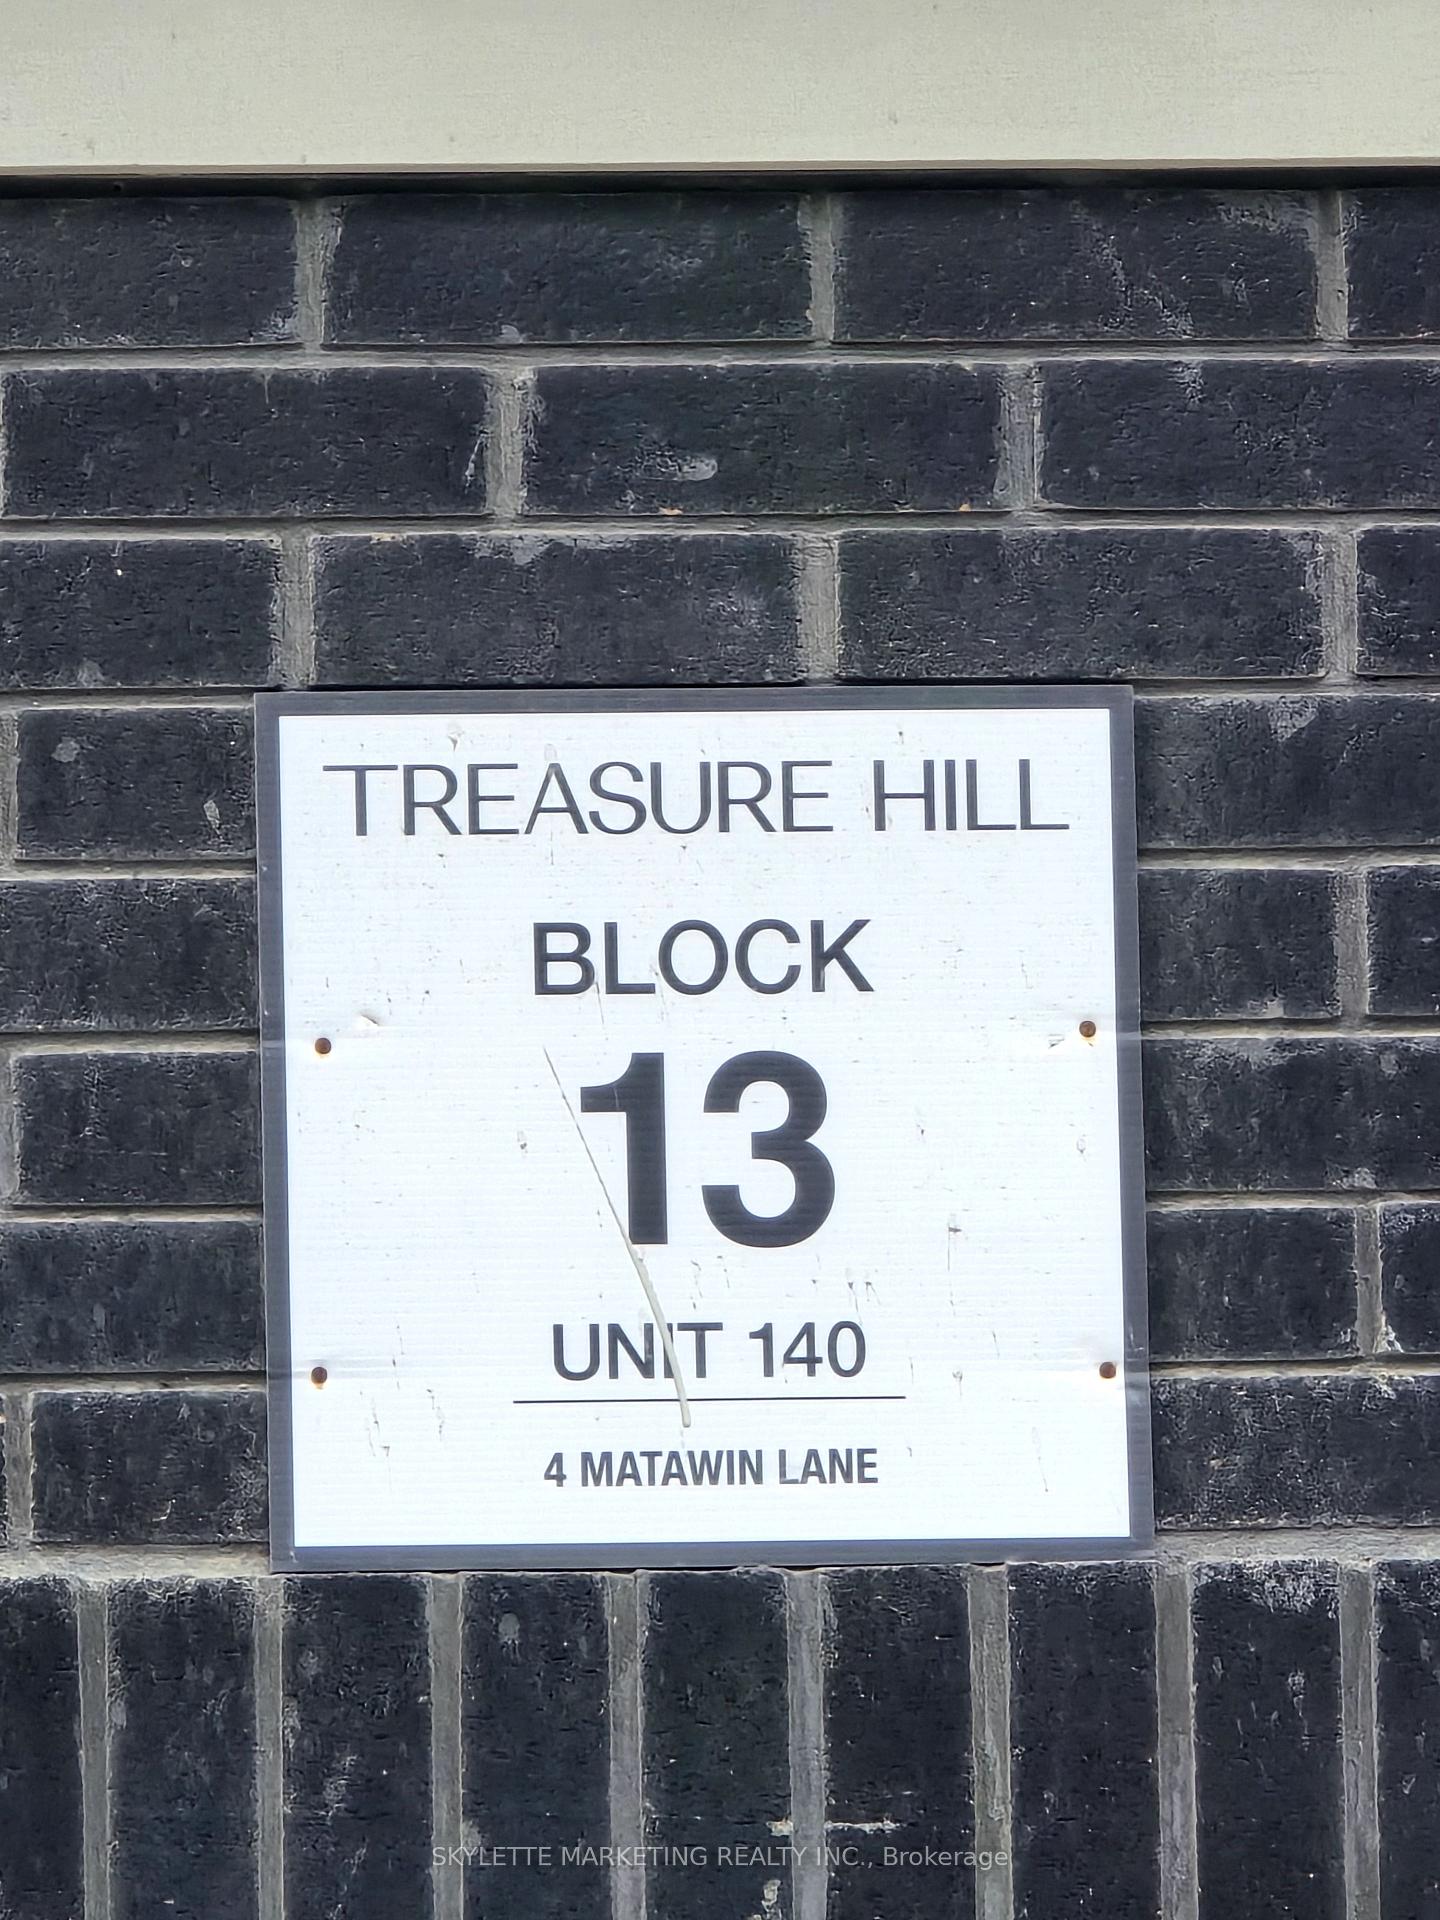 TREASURE HILL
BLOCK
13
UNIT 140
4 MATAWIN LANE
SKYLETTE MARKETING REALTY INC., Brokerage